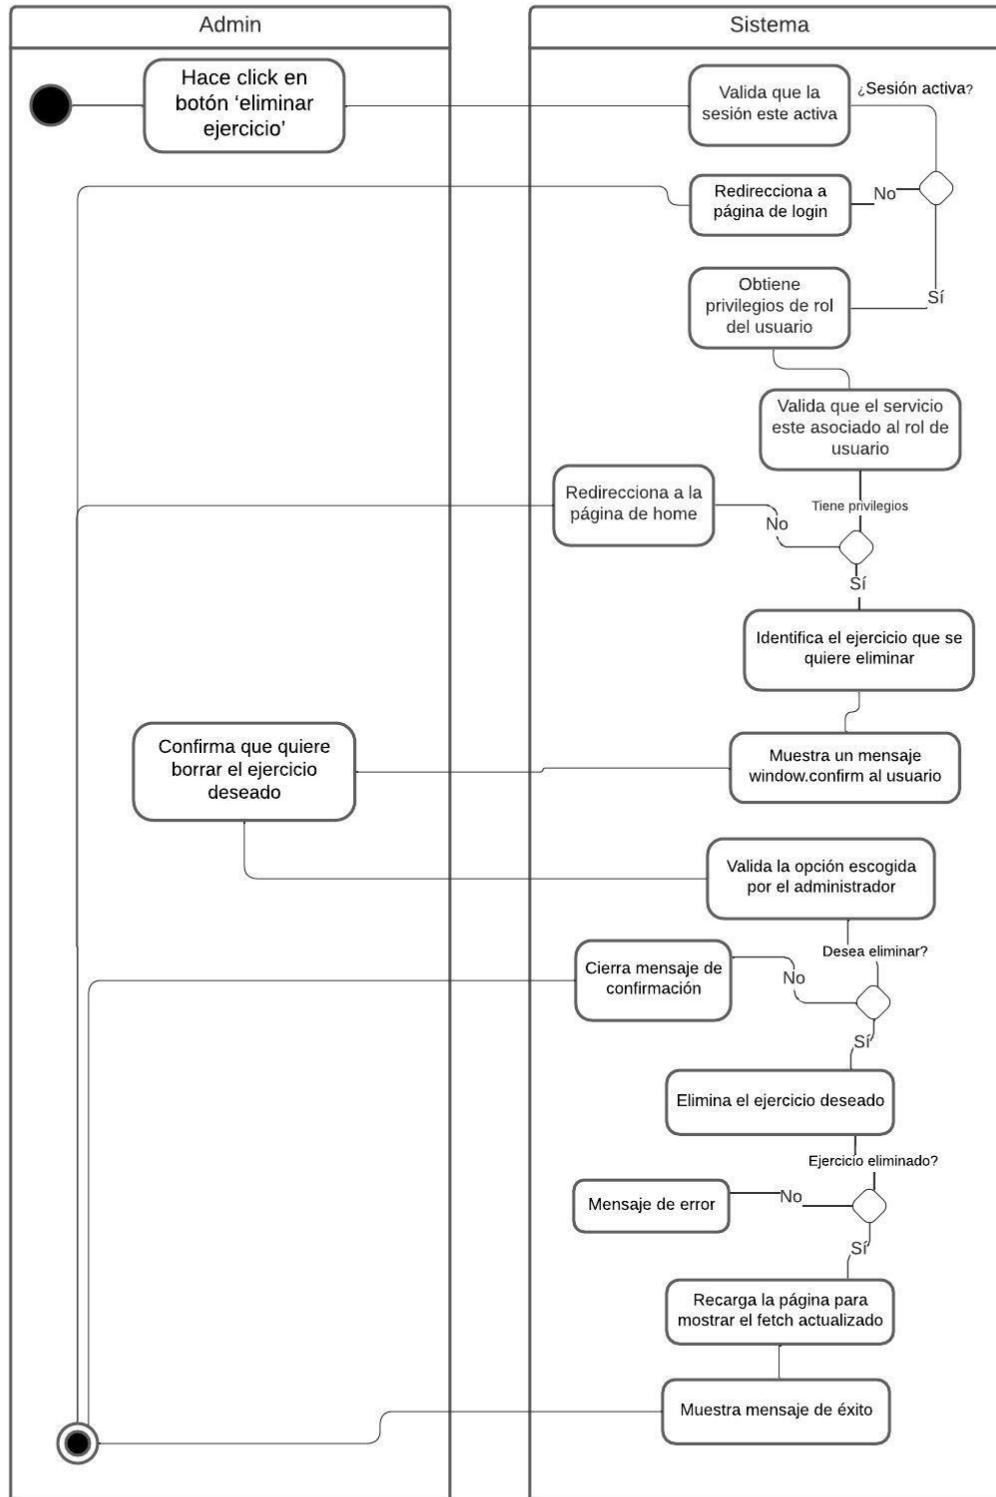 Admin
Sistema
Hace click en
botón ‘eliminar
ejercicio’
Valida que la
sesión este activa
¿Sesión activa?
No
Redirecciona a
página de login
Sí
Obtiene
privilegios de rol
del usuario
Valida que el servicio
este asociado al rol de
usuario
Tiene privilegios
No
Redirecciona a la
página de home
Sí
Identifica el ejercicio que se
quiere eliminar
Muestra un mensaje
window.confirm al usuario
Confirma que quiere
borrar el ejercicio
deseado
Valida la opción escogida
por el administrador
Desea eliminar?
No
Cierra mensaje de
confirmación
Sí
Elimina el ejercicio deseado
Ejercicio eliminado?
No
Mensaje de error
Sí
Recarga la página para
mostrar el fetch actualizado
Muestra mensaje de éxito